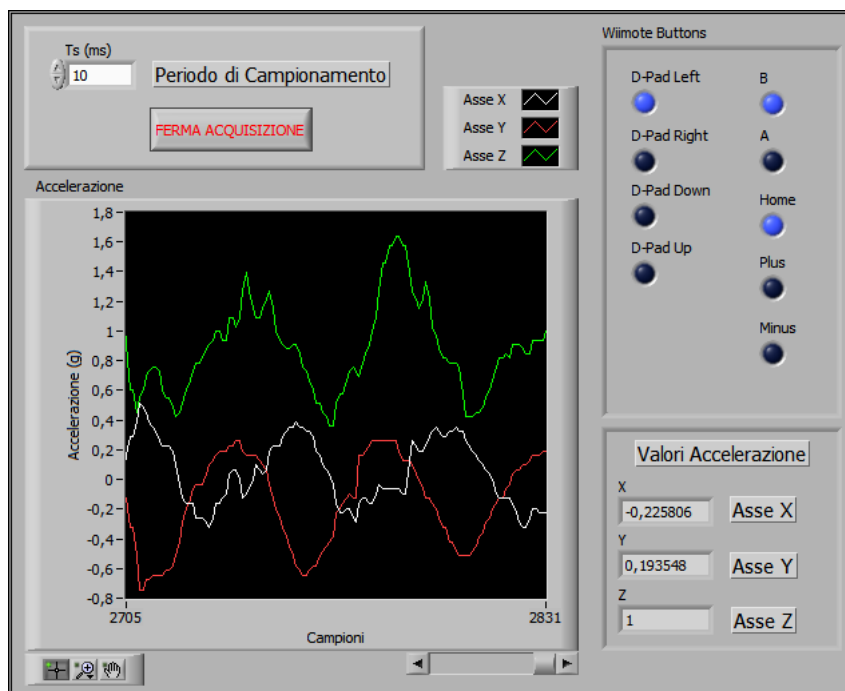 Ts (ms)
10
Periodo di Campionamento
FERMA ACQUISIZIONE
Asse X
Asse Y
Asse Z
Wiimote Buttons
D-Pad Left
B
D-Pad Right
A
D-Pad Down
Home
D-Pad Up
Plus
Minus
Accelerazione
Accelerazione (g)
1,8
1,6
1,4
1,2
1
0,8
0,6
0,4
0,2
0
-0,2
-0,4
-0,6
-0,8
2705
2831
Campioni
Valori Accelerazione
X
-0,225806
Asse X
Y
0,193548
Asse Y
Z
1
Asse Z